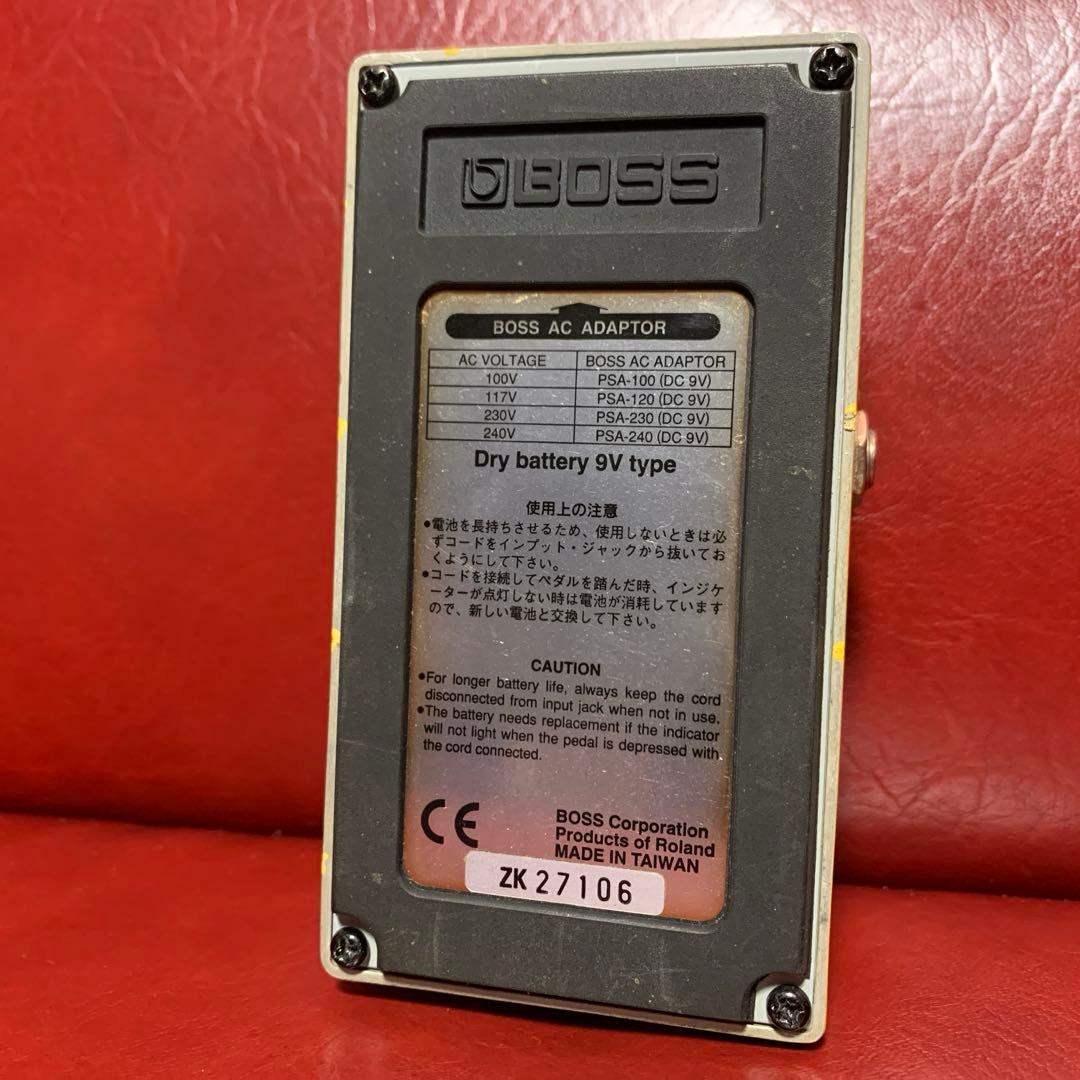 BOSS
BOSS AC ADAPTOR
AC VOLTAGE BOSS AC ADAPTOR
100V PSA-100 (DC 9V)
117V PSA-120 (DC 9V)
230V PSA-230 (DC 9V)
240V PSA-240 (DC 9V)
Dry battery 9V type
使用上の注意
●電池を長持ちさせるため、使用しないときは必
ずコードをインプット・ジャックから抜いてお
くようにして下さい。
●コードを接続してペダルを踏んだ時、インジケ
ーターが点灯しない時は電池が消耗しています
ので、新しい電池と交換して下さい。
CAUTION
●For longer battery life, always keep the cord
disconnected from input jack when not in use.
●The battery needs replacement if the indicator
will not light when the pedal is depressed with
the cord connected.
CE
BOSS Corporation
Products of Roland
MADE IN TAIWAN
ZK 27106